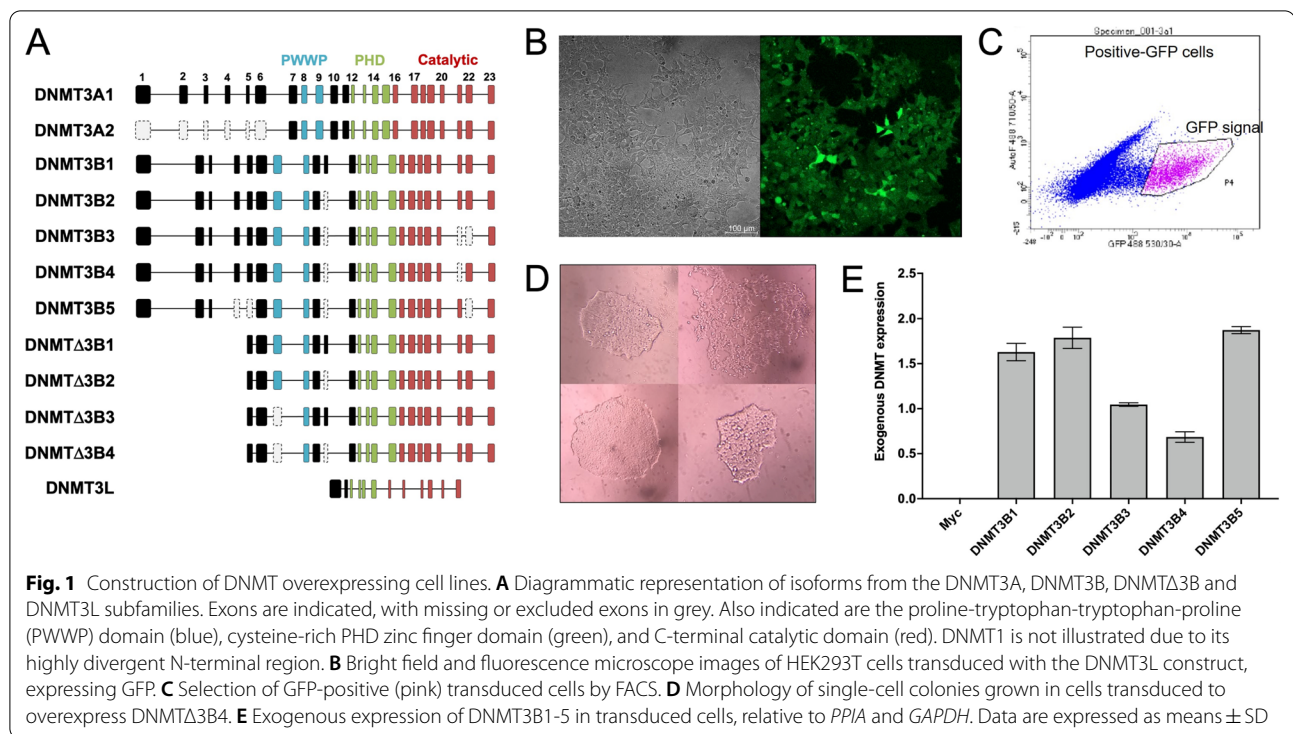 A
PWWP PHD Catalytic
1 2 3 4 5 6 7 8 9 10 12 14 16 17 20 22 23
DNMT3A1
DNMT3A2
DNMT3B1
DNMT3B2
DNMT3B3
DNMT3B4
DNMT3B5
DNMTΔ3B1
DNMTΔ3B2
DNMTΔ3B3
DNMTΔ3B4
DNMT3L
B
100 µm
C
Specimen_001-3a1
Positive-GFP cells
GFP signal
P4
AutoF 488 710/50-A
GFP 488 530/30-A
D
E
Exogenous DNMT expression
2.5
2.0
1.5
1.0
0.5
0.0
Myc
DNMT3B1
DNMT3B2
DNMT3B3
DNMT3B4
DNMT3B5
Fig. 1 Construction of DNMT overexpressing cell lines. A Diagrammatic representation of isoforms from the DNMT3A, DNMT3B, DNMTΔ3B and
DNMT3L subfamilies. Exons are indicated, with missing or excluded exons in grey. Also indicated are the proline-tryptophan-tryptophan-proline
(PWWP) domain (blue), cysteine-rich PHD zinc finger domain (green), and C-terminal catalytic domain (red). DNMT1 is not illustrated due to its
highly divergent N-terminal region. B Bright field and fluorescence microscope images of HEK293T cells transduced with the DNMT3L construct,
expressing GFP. C Selection of GFP-positive (pink) transduced cells by FACS. D Morphology of single-cell colonies grown in cells transduced to
overexpress DNMTΔ3B4. E Exogenous expression of DNMT3B1-5 in transduced cells, relative to PPIA and GAPDH. Data are expressed as means ± SD